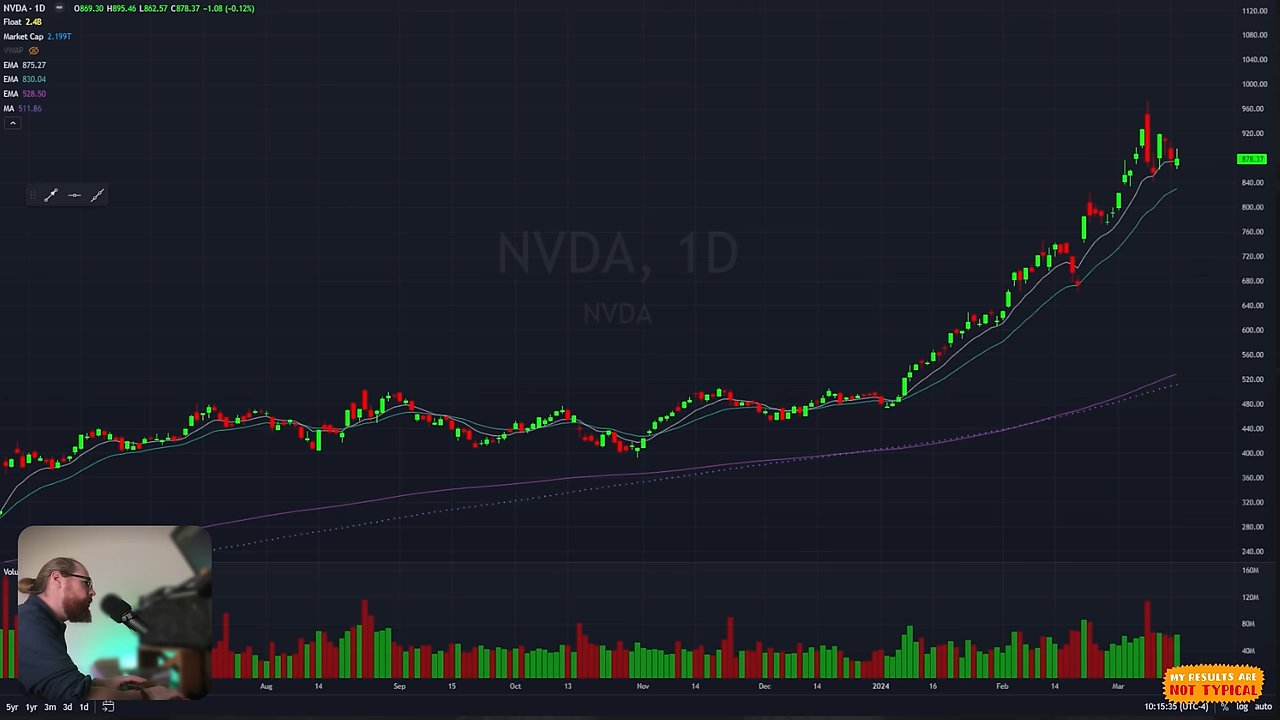 NVDA · 1D O869.30 H895.46 L862.57 C878.37 −1.08 (−0.12%)
Float 2.4B
Market Cap 2.199T
VWAP
EMA 875.27
EMA 830.04
EMA 528.50
MA 511.86
NVDA, 1D
NVDA
1120.00
1080.00
1040.00
1000.00
960.00
920.00
878.37
840.00
800.00
760.00
720.00
680.00
640.00
600.00
560.00
520.00
480.00
440.00
400.00
360.00
320.00
280.00
240.00
Volu
160M
120M
80M
40M
Aug 14 Sep 15 Oct 13 Nov 14 Dec 14 2024 16 Feb 14 Mar
MY RESULTS ARE
NOT TYPICAL
5yr 1yr 3m 3d 1d 10:15:35 (UTC-4) % log auto